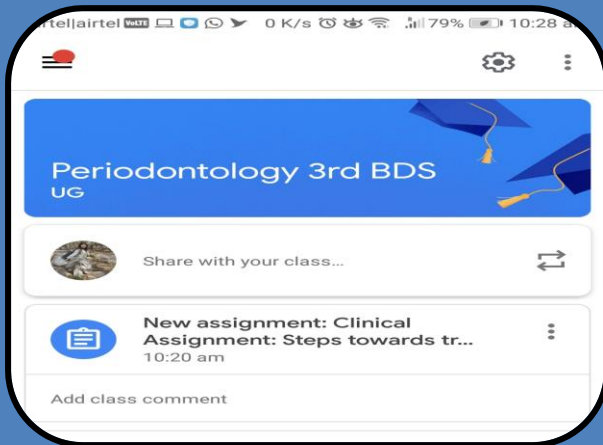 airtel VoLTE 0 K/s 79% 10:28 a
Periodontology 3rd BDS
UG
Share with your class...
New assignment: Clinical
Assignment: Steps towards tr...
10:20 am
Add class comment